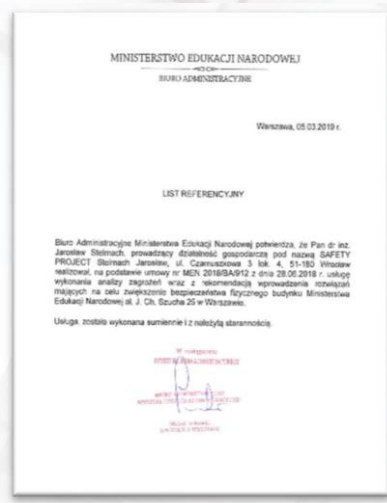 MINISTERSTWO EDUKACJI NARODOWEJ
BIURO ADMINISTRACYJNE
Warszawa, 05.03.2019 r.
LIST REFERENCYJNY
Biuro Administracyjne Ministerstwa Edukacji Narodowej potwierdza, że Pan dr inż.
Jarosław Stelmach, prowadzący działalność gospodarczą pod nazwą SAFETY
PROJECT Stelmach Jarosław, ul. Czarnuszkowa 3 lok. 4, 51-180 Wrocław
realizował, na podstawie umowy nr MEN 2018/BA/912 z dnia 28.06.2018 r. usługę
wykonania analizy zagrożeń wraz z rekomendacją wprowadzenia rozwiązań
mających na celu zwiększenie bezpieczeństwa fizycznego budynku Ministerstwa
Edukacji Narodowej al. J. Ch. Szucha 25 w Warszawie.
Usługa, została wykonana sumiennie i z należytą starannością.